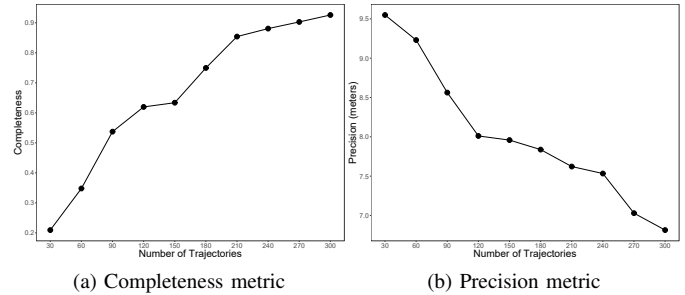 Completeness
0.9
0.8
0.7
0.6
0.5
0.4
0.3
0.2
30 60 90 120 150 180 210 240 270 300
Number of Trajectories
(a) Completeness metric
Precision (meters)
9.5
9.0
8.5
8.0
7.5
7.0
30 60 90 120 150 180 210 240 270 300
Number of Trajectories
(b) Precision metric